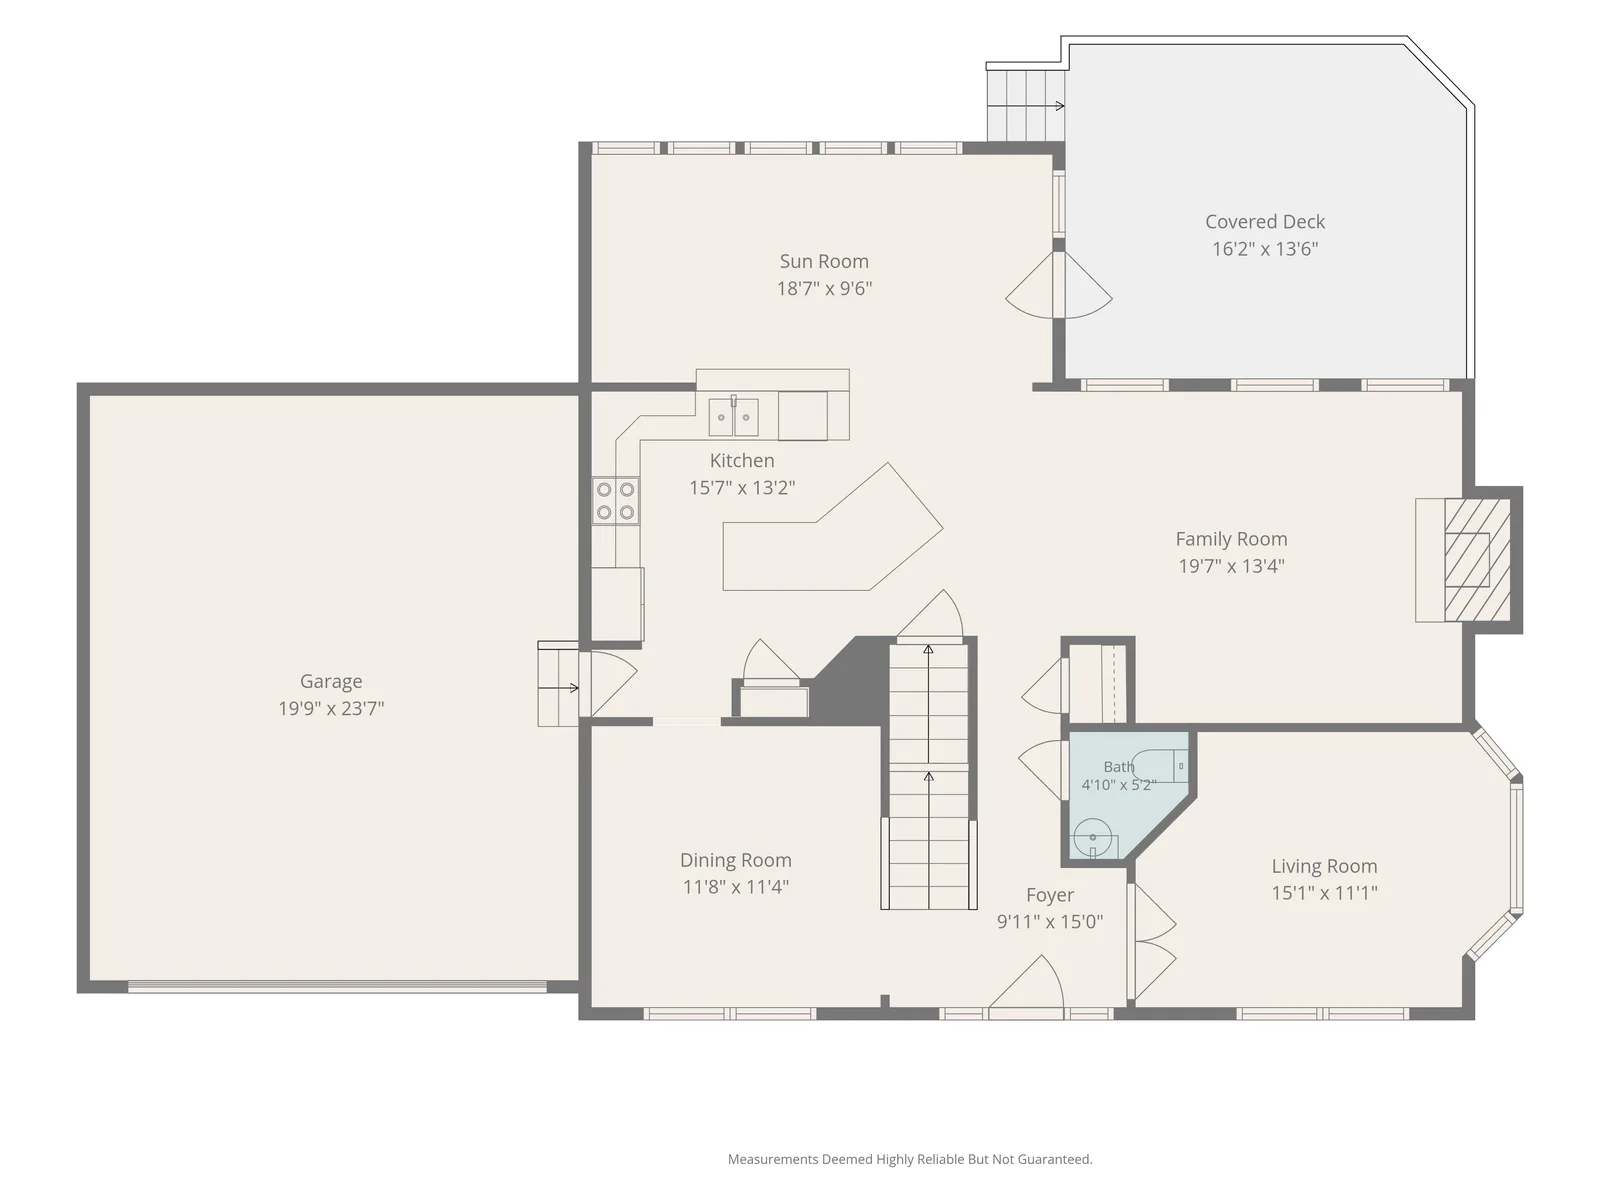 Covered Deck
16'2" x 13'6"
Sun Room
18'7" x 9'6"
Kitchen
15'7" x 13'2"
Family Room
19'7" x 13'4"
Garage
19'9" x 23'7"
Bath
4'10" x 5'2"
Dining Room
11'8" x 11'4"
Living Room
15'1" x 11'1"
Foyer
9'11" x 15'0"
Measurements Deemed Highly Reliable But Not Guaranteed.